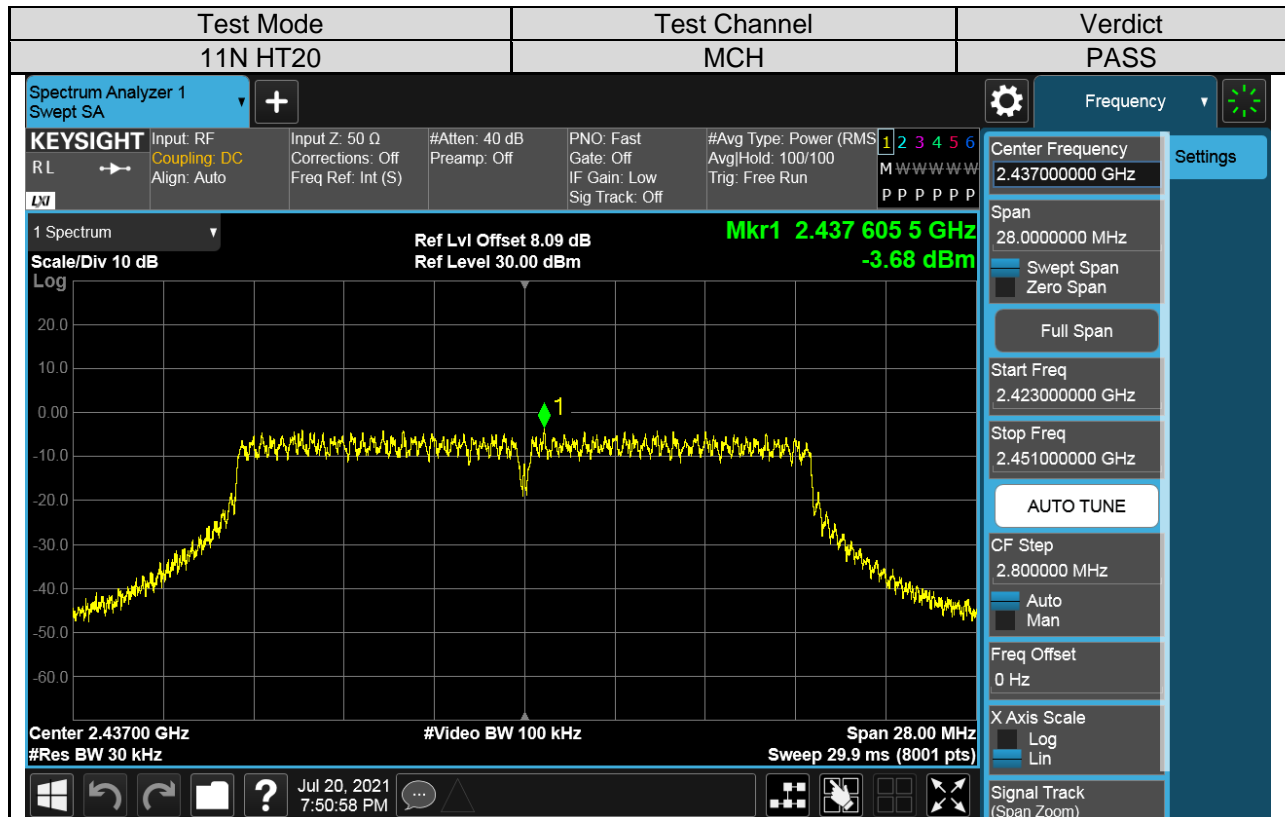 Test Mode Test Channel Verdict
11N HT20 MCH PASS
Spectrum Analyzer 1
Swept SA
+
Frequency
KEYSIGHT
RL
LXI
Input: RF
Coupling: DC
Align: Auto
Input Z: 50 Ω
Corrections: Off
Freq Ref: Int (S)
#Atten: 40 dB
Preamp: Off
PNO: Fast
Gate: Off
IF Gain: Low
Sig Track: Off
#Avg Type: Power (RMS
Avg|Hold: 100/100
Trig: Free Run
1 2 3 4 5 6
M W W W W W
P P P P P P
1 Spectrum
Scale/Div 10 dB
Log
Ref Lvl Offset 8.09 dB
Ref Level 30.00 dBm
Mkr1 2.437 605 5 GHz
-3.68 dBm
20.0
10.0
0.00
-10.0
-20.0
-30.0
-40.0
-50.0
-60.0
1
Center 2.43700 GHz #Video BW 100 kHz Span 28.00 MHz
#Res BW 30 kHz Sweep 29.9 ms (8001 pts)
Center Frequency
2.437000000 GHz
Settings
Span
28.0000000 MHz
Swept Span
Zero Span
Full Span
Start Freq
2.423000000 GHz
Stop Freq
2.451000000 GHz
AUTO TUNE
CF Step
2.800000 MHz
Auto
Man
Freq Offset
0 Hz
X Axis Scale
Log
Lin
Signal Track
(Span Zoom)
?
Jul 20, 2021
7:50:58 PM